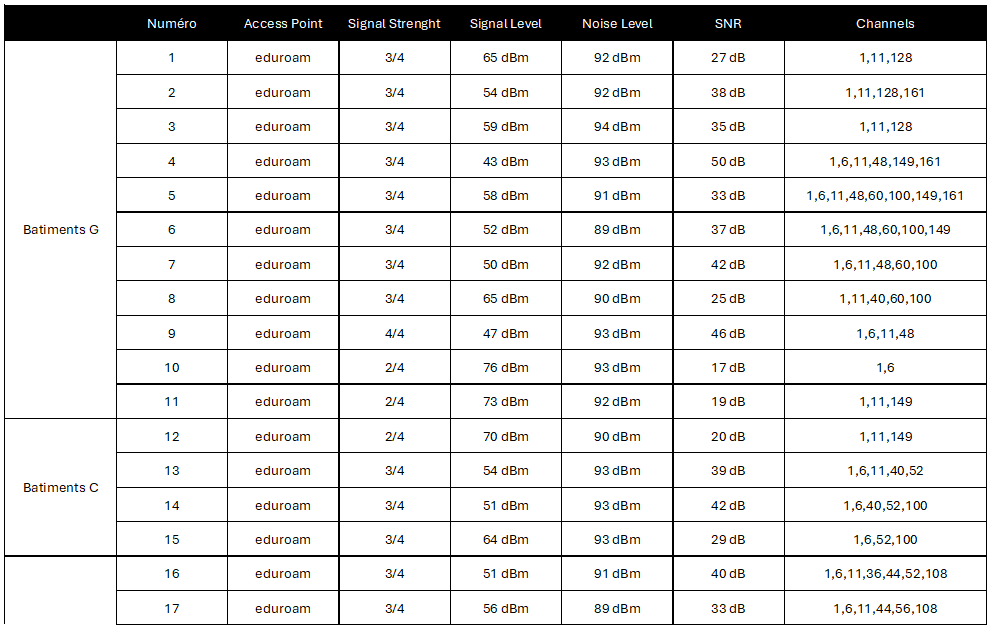 Numéro Access Point Signal Strenght Signal Level Noise Level SNR Channels
1 eduroam 3/4 65 dBm 92 dBm 27 dB 1,11,128
2 eduroam 3/4 54 dBm 92 dBm 38 dB 1,11,128,161
3 eduroam 3/4 59 dBm 94 dBm 35 dB 1,11,128
4 eduroam 3/4 43 dBm 93 dBm 50 dB 1,6,11,48,149,161
5 eduroam 3/4 58 dBm 91 dBm 33 dB 1,6,11,48,60,100,149,161
Batiments G 6 eduroam 3/4 52 dBm 89 dBm 37 dB 1,6,11,48,60,100,149
7 eduroam 3/4 50 dBm 92 dBm 42 dB 1,6,11,48,60,100
8 eduroam 3/4 65 dBm 90 dBm 25 dB 1,11,40,60,100
9 eduroam 4/4 47 dBm 93 dBm 46 dB 1,6,11,48
10 eduroam 2/4 76 dBm 93 dBm 17 dB 1,6
11 eduroam 2/4 73 dBm 92 dBm 19 dB 1,11,149
12 eduroam 2/4 70 dBm 90 dBm 20 dB 1,11,149
13 eduroam 3/4 54 dBm 93 dBm 39 dB 1,6,11,40,52
Batiments C
14 eduroam 3/4 51 dBm 93 dBm 42 dB 1,6,40,52,100
15 eduroam 3/4 64 dBm 93 dBm 29 dB 1,6,52,100
16 eduroam 3/4 51 dBm 91 dBm 40 dB 1,6,11,36,44,52,108
17 eduroam 3/4 56 dBm 89 dBm 33 dB 1,6,11,44,56,108